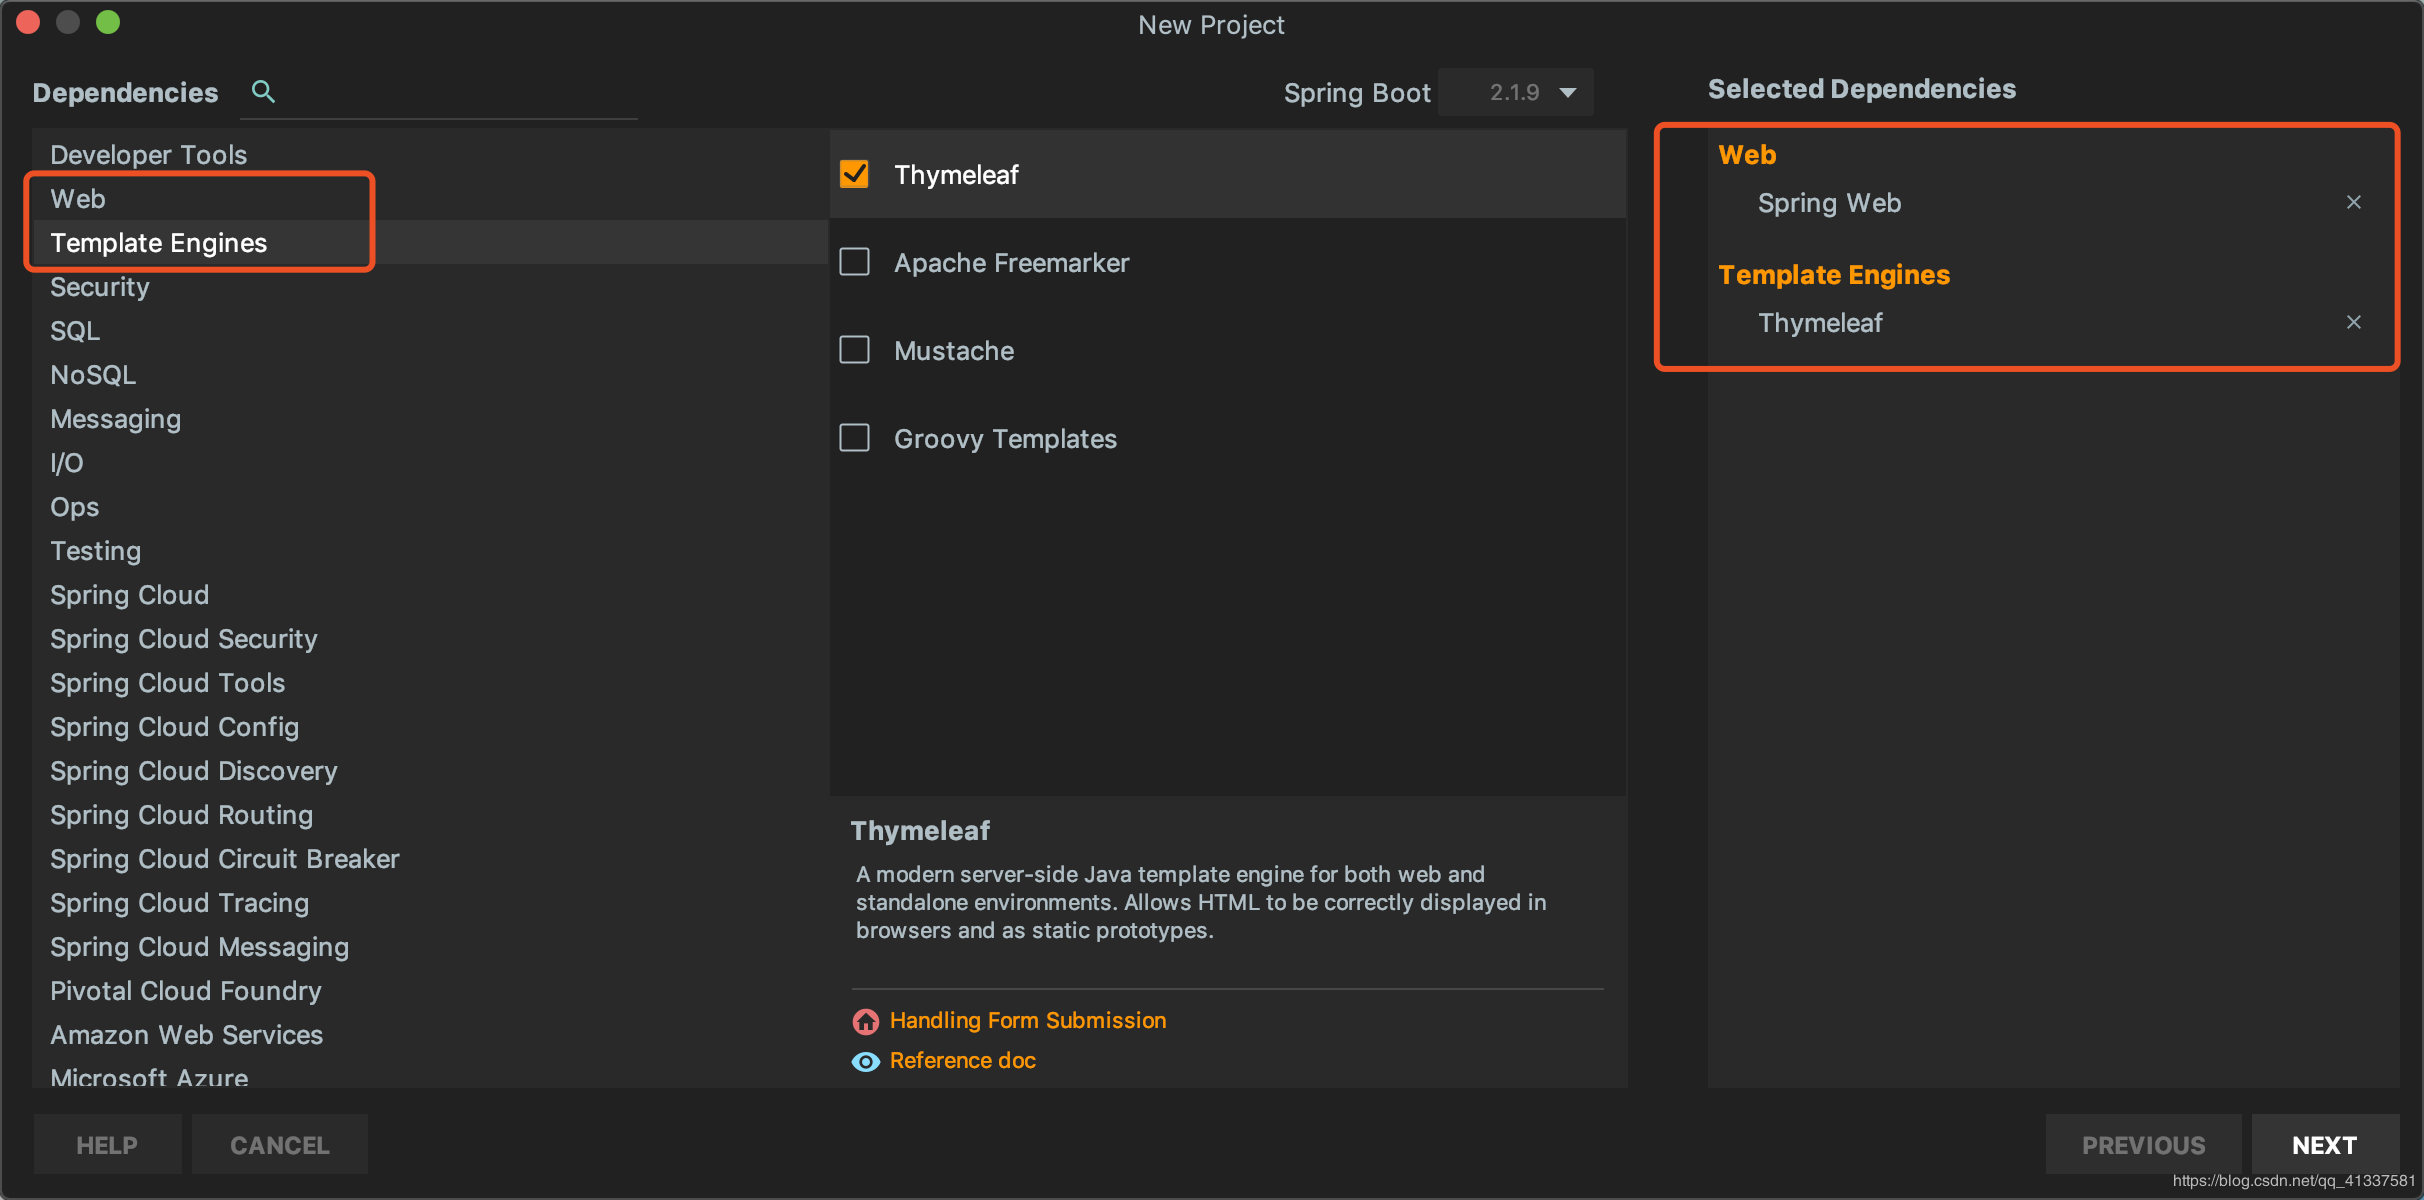 New Project
Dependencies
Spring Boot 2.1.9
Selected Dependencies
Developer Tools
Web
Template Engines
Security
SQL
NoSQL
Messaging
I/O
Ops
Testing
Spring Cloud
Spring Cloud Security
Spring Cloud Tools
Spring Cloud Config
Spring Cloud Discovery
Spring Cloud Routing
Spring Cloud Circuit Breaker
Spring Cloud Tracing
Spring Cloud Messaging
Pivotal Cloud Foundry
Amazon Web Services
Microsoft Azure
Thymeleaf
Apache Freemarker
Mustache
Groovy Templates
Thymeleaf
A modern server-side Java template engine for both web and
standalone environments. Allows HTML to be correctly displayed in
browsers and as static prototypes.
Handling Form Submission
Reference doc
Web
Spring Web
Template Engines
Thymeleaf
HELP
CANCEL
PREVIOUS
NEXT
https://blog.csdn.net/qq_41337581